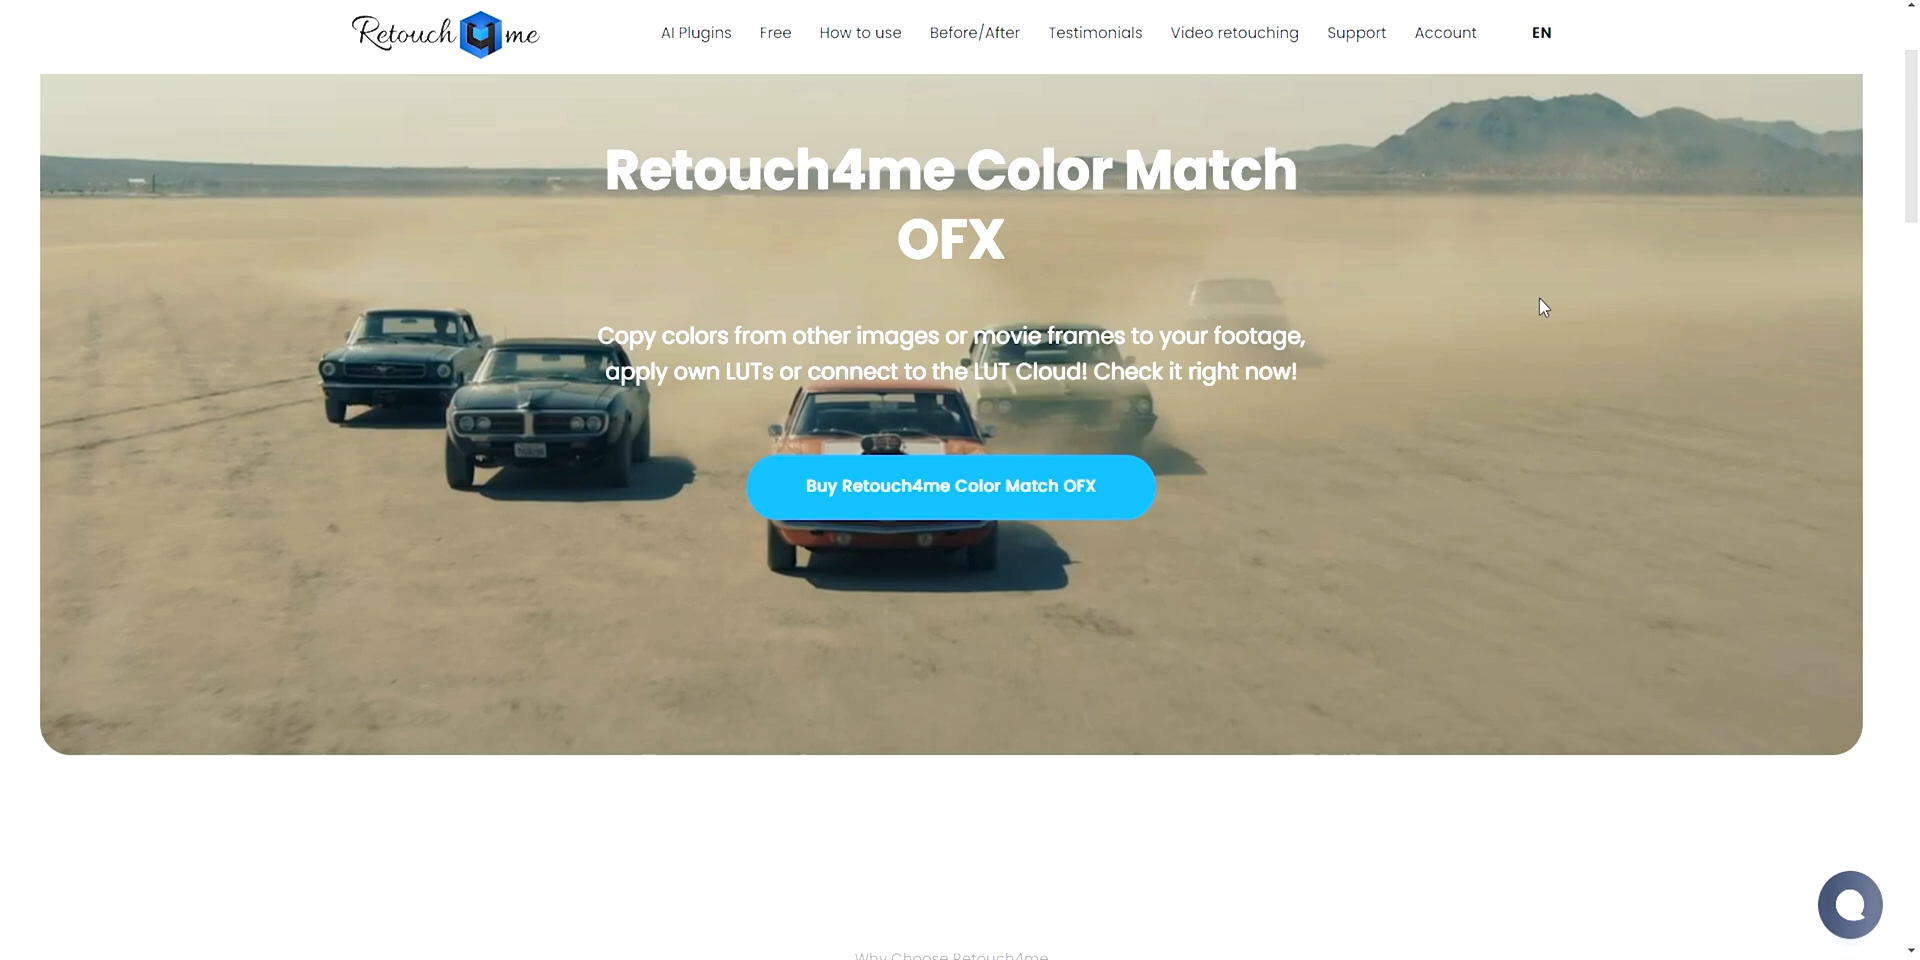 Retouch4me
AI Plugins Free How to use Before/After Testimonials Video retouching Support Account EN
Retouch4me Color Match
OFX
Copy colors from other images or movie frames to your footage,
apply own LUTs or connect to the LUT Cloud! Check it right now!
Buy Retouch4me Color Match OFX
Why Choose Retouch4me